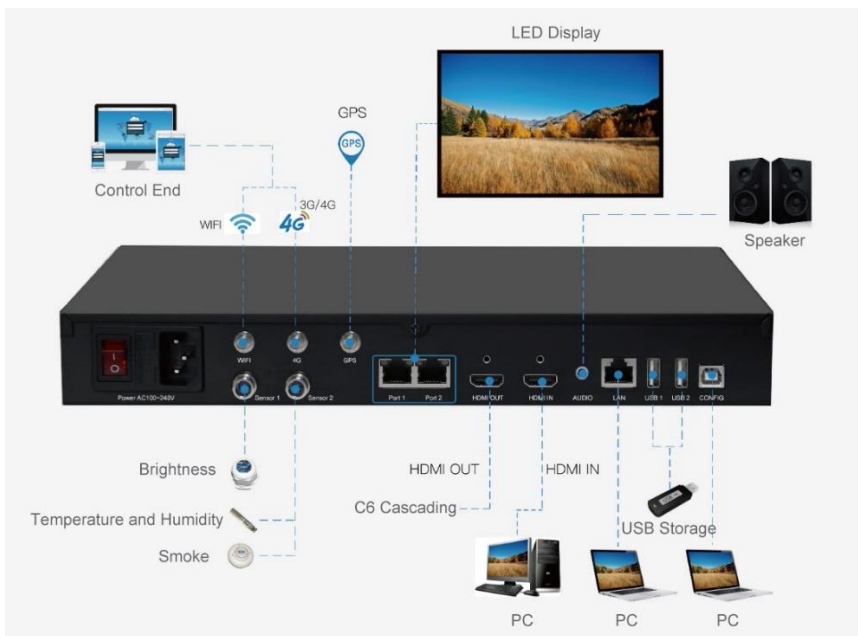 LED Display
GPS
GPS
Control End
3G/4G
WIFI
4G
Speaker
WIFI
4G
GPS
Power AC100~240V
Sensor 1
Sensor 2
Port 1
Port 2
HDMI OUT
HDMI IN
AUDIO
LAN
USB 1
USB 2
CONFIG
Brightness
HDMI OUT
HDMI IN
C6 Cascading
Temperature and Humidity
USB Storage
Smoke
PC
PC
PC